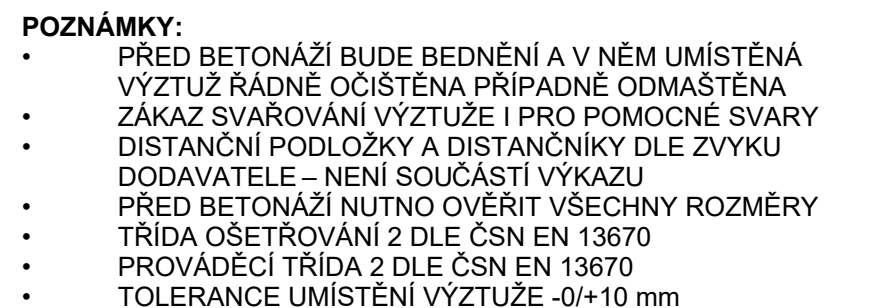 POZNÁMKY:
• PŘED BETONÁŽÍ BUDE BEDNĚNÍ A V NĚM UMÍSTĚNÁ
VÝZTUŽ ŘÁDNĚ OČIŠTĚNA PŘÍPADNĚ ODMAŠTĚNA
• ZÁKAZ SVAŘOVÁNÍ VÝZTUŽE I PRO POMOCNÉ SVARY
• DISTANČNÍ PODLOŽKY A DISTANČNÍKY DLE ZVYKU
DODAVATELE – NENÍ SOUČÁSTÍ VÝKAZU
• PŘED BETONÁŽÍ NUTNO OVĚŘIT VŠECHNY ROZMĚRY
• TŘÍDA OŠETŘOVÁNÍ 2 DLE ČSN EN 13670
• PROVÁDĚCÍ TŘÍDA 2 DLE ČSN EN 13670
• TOLERANCE UMÍSTĚNÍ VÝZTUŽE -0/+10 mm